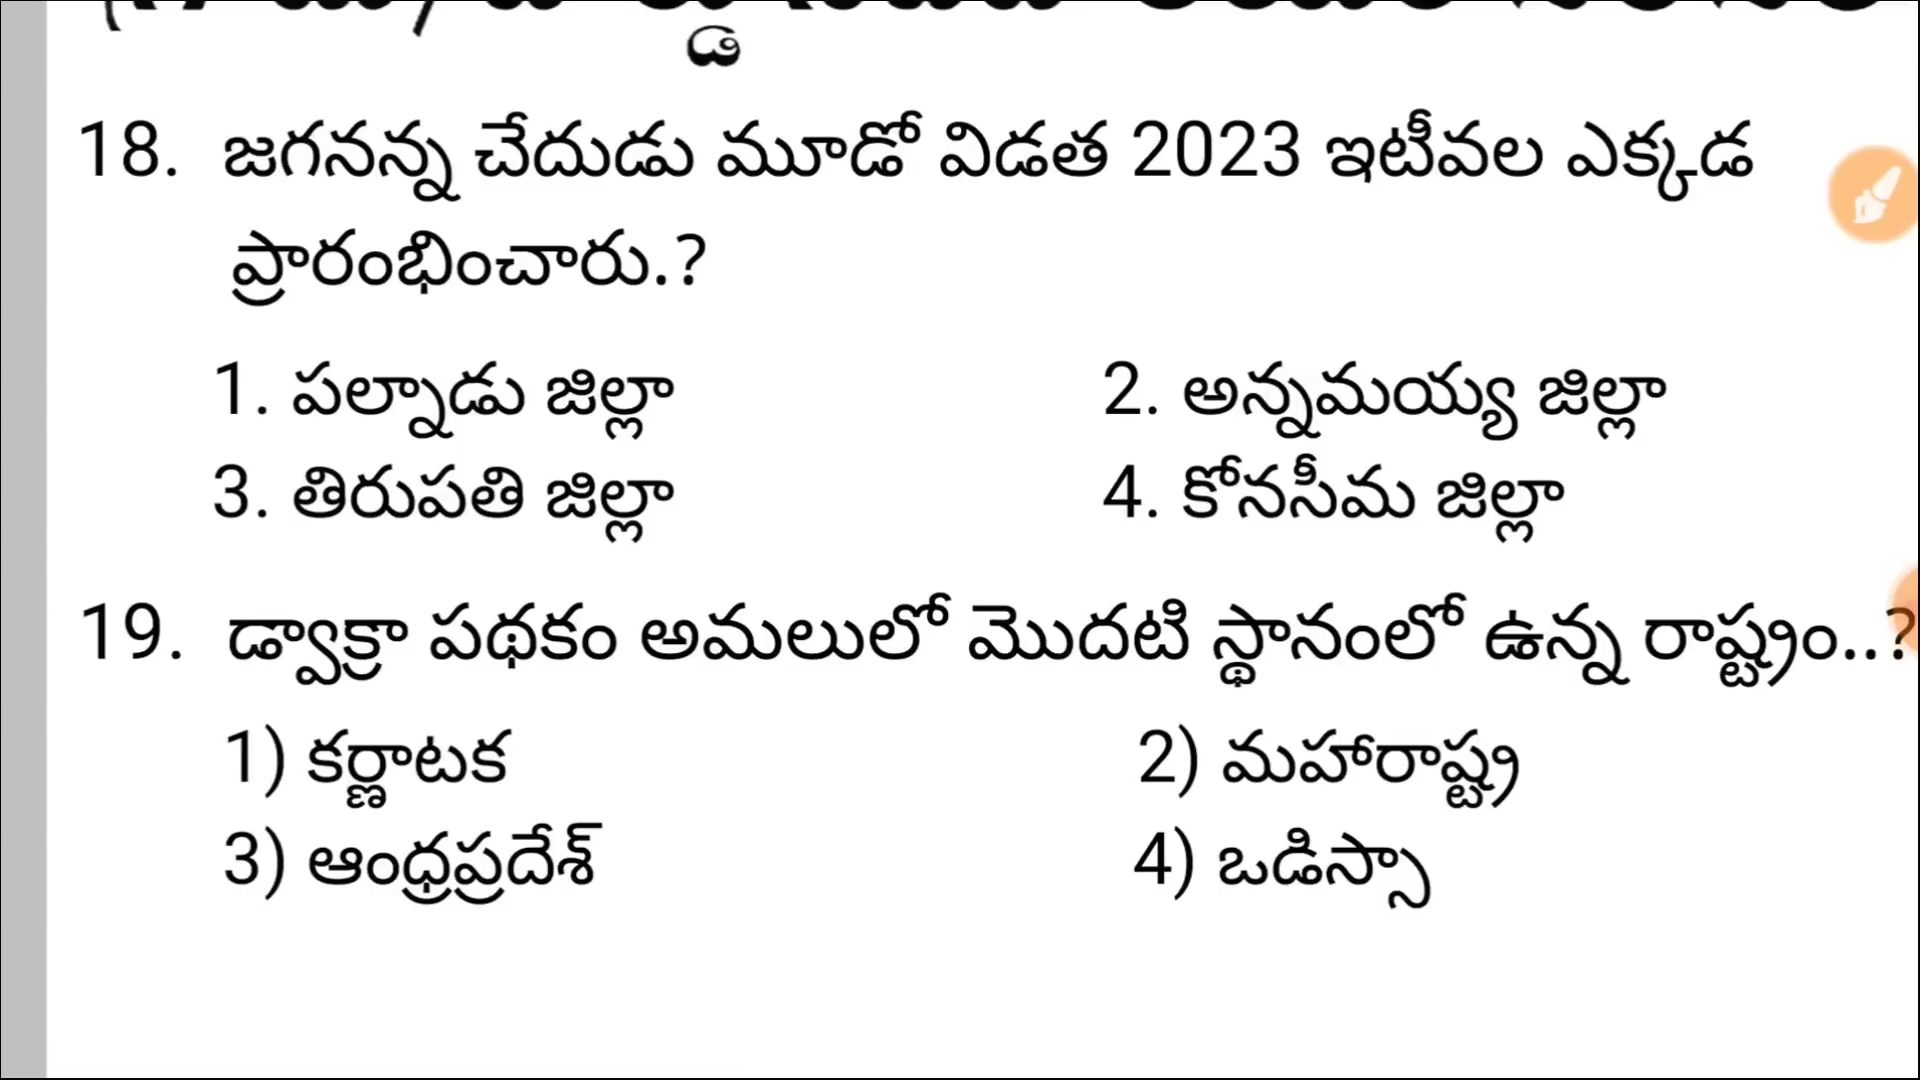 18. జగనన్న చేదుడు మూడో విడత 2023 ఇటీవల ఎక్కడ
ప్రారంభించారు.?
1. పల్నాడు జిల్లా 2. అన్నమయ్య జిల్లా
3. తిరుపతి జిల్లా 4. కోనసీమ జిల్లా
19. డ్వాక్రా పథకం అమలులో మొదటి స్థానంలో ఉన్న రాష్ట్రం..?
1) కర్ణాటక 2) మహారాష్ట్ర
3) ఆంధ్రప్రదేశ్ 4) ఒడిస్సా